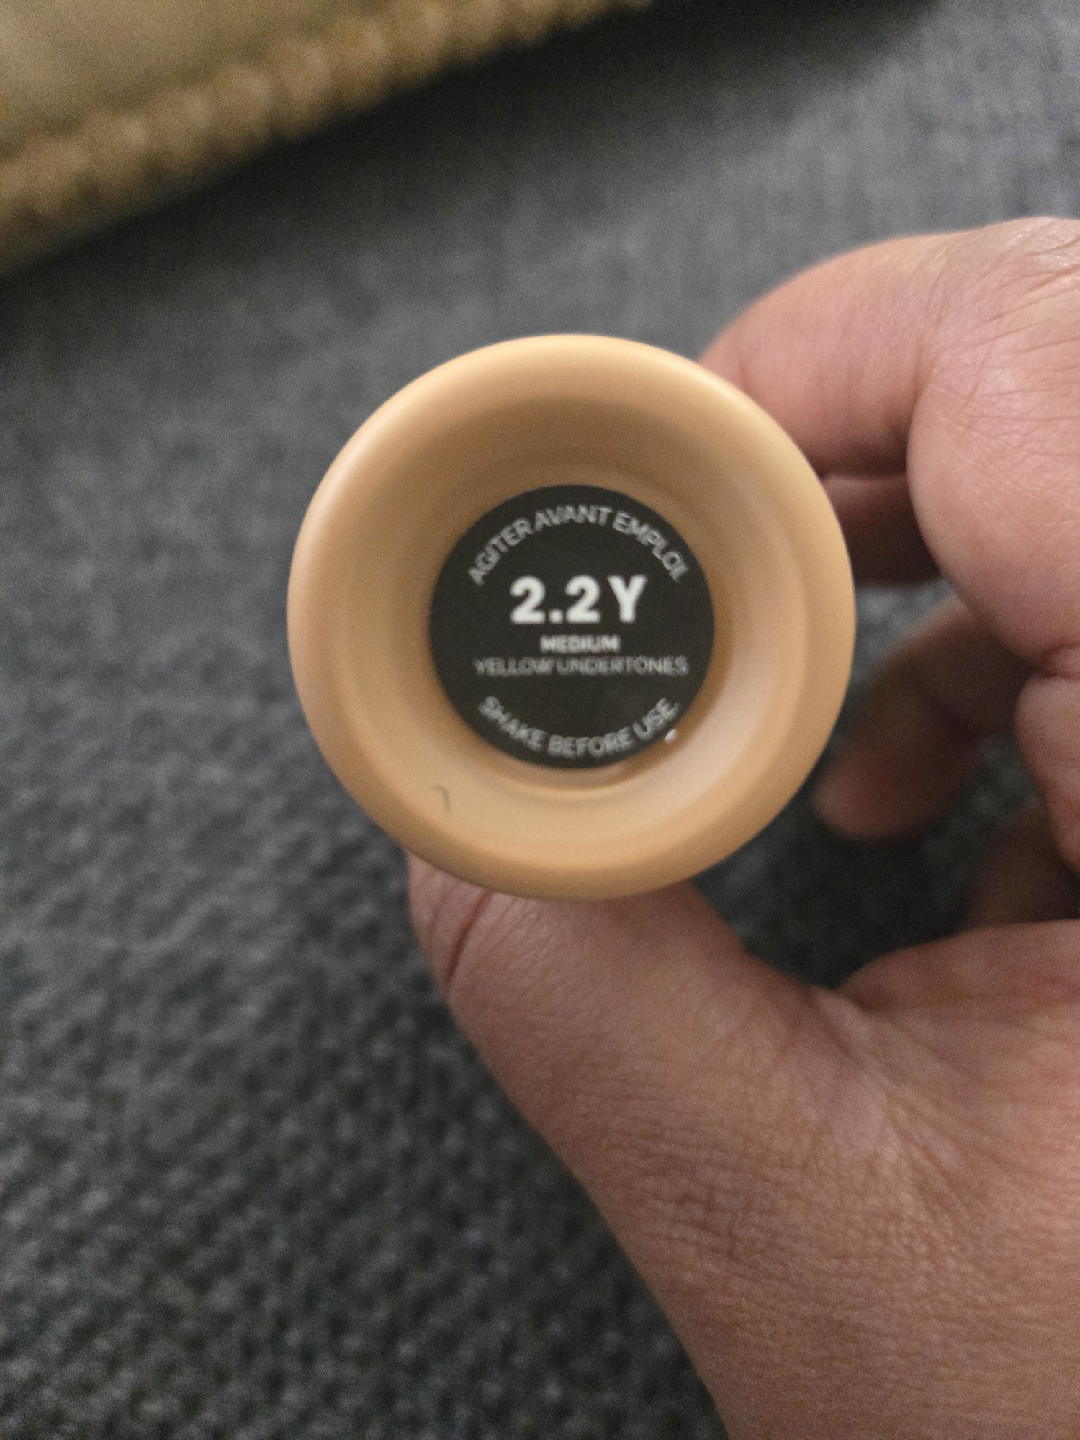 AGITER AVANT EMPLOI.
2.2Y
MEDIUM
YELLOW UNDERTONES
SHAKE BEFORE USE.